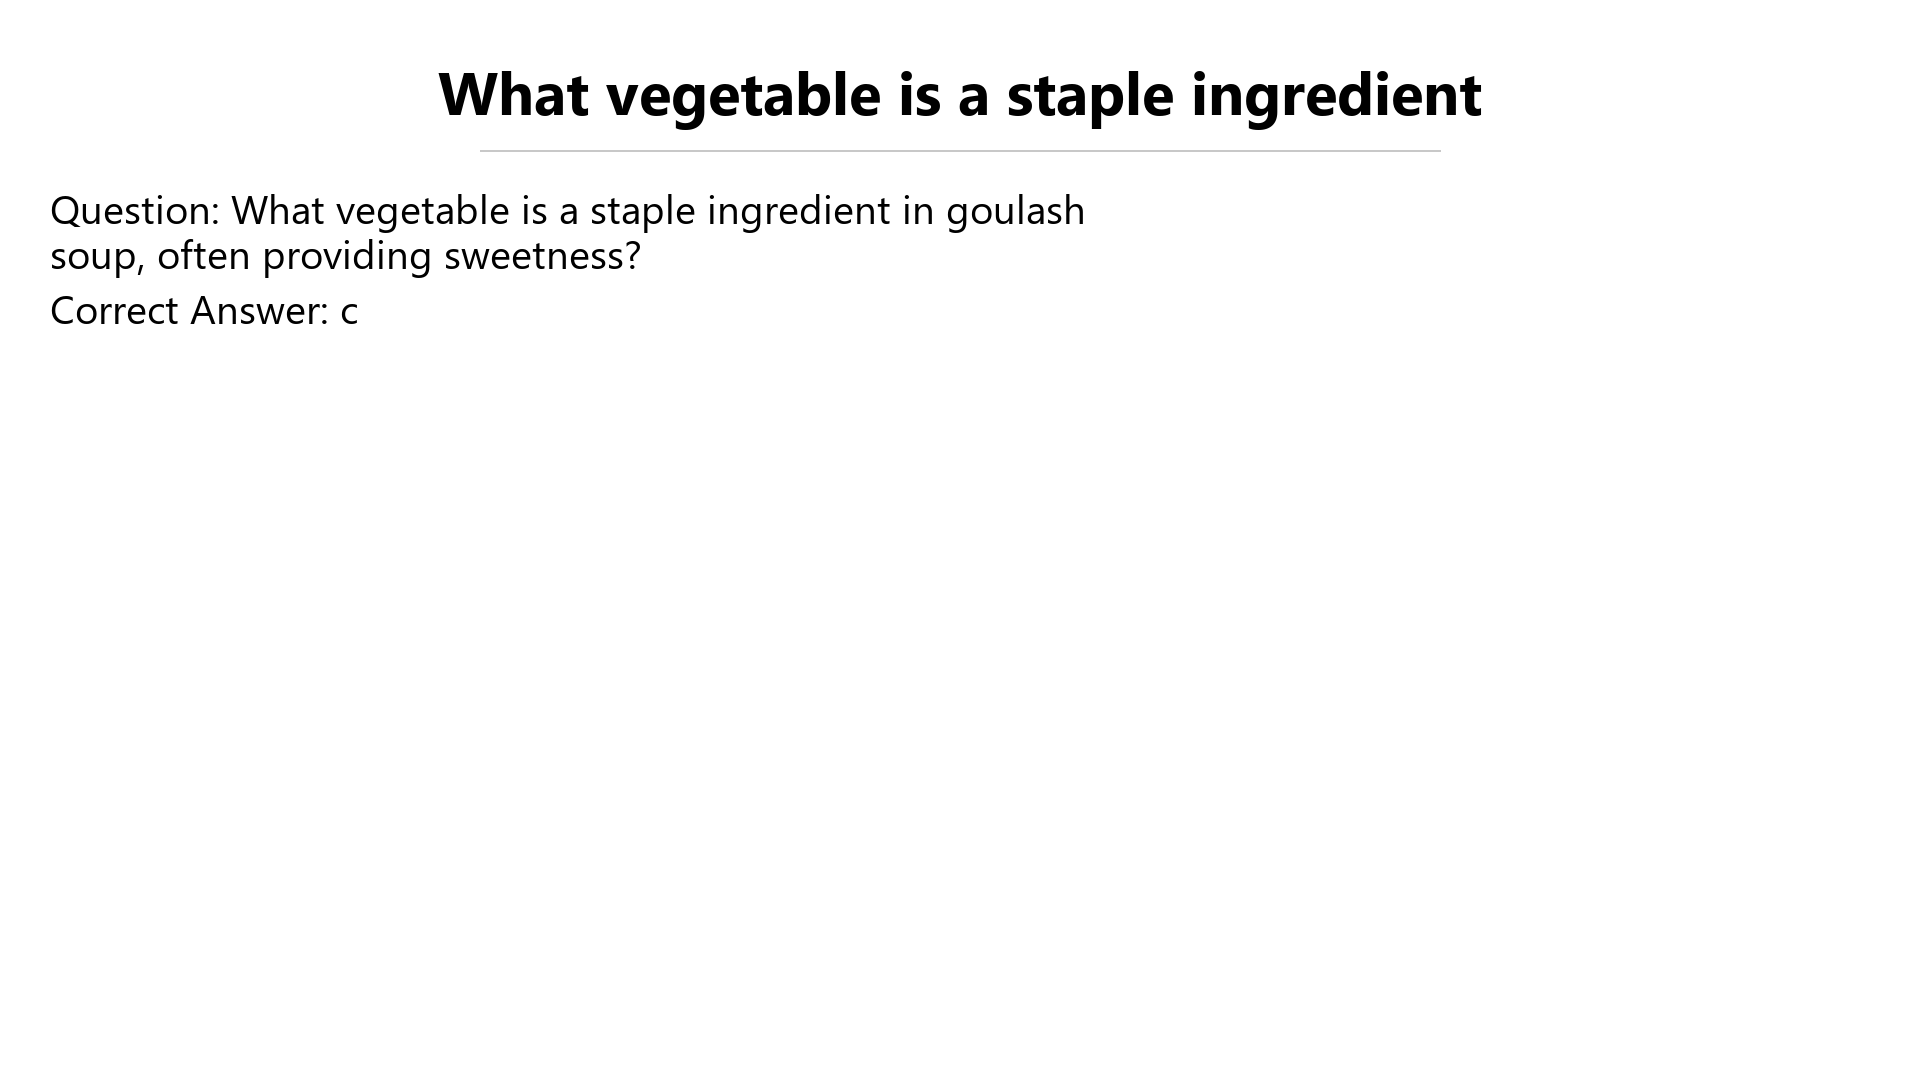 What vegetable is a staple ingredient
Question: What vegetable is a staple ingredient in goulash
soup, often providing sweetness?
Correct Answer: c